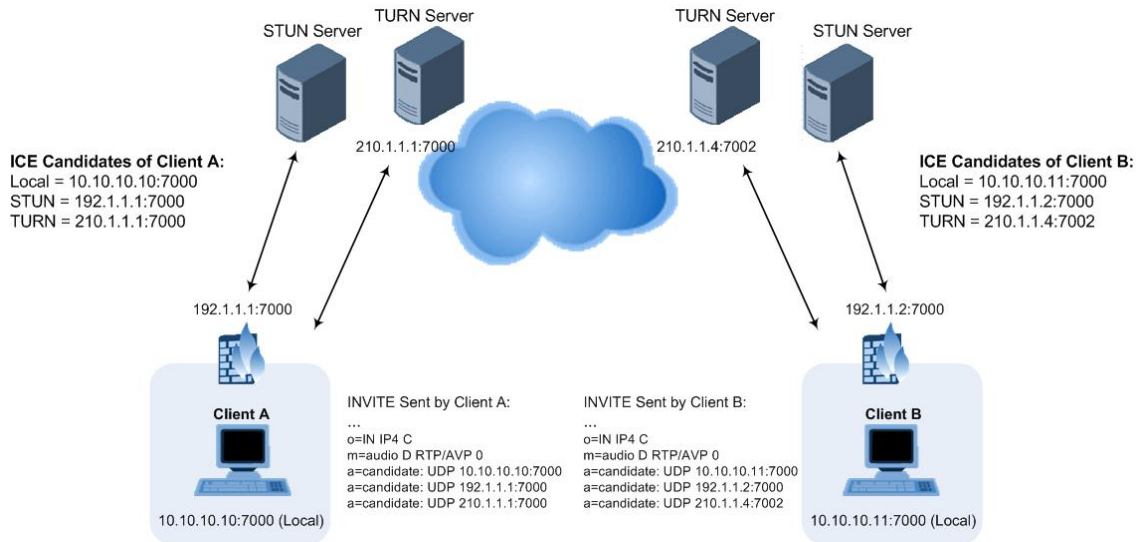 STUN Server
TURN Server
TURN Server
STUN Server
210.1.1.1:7000
210.1.1.4:7002
ICE Candidates of Client A:
Local = 10.10.10.10:7000
STUN = 192.1.1.1:7000
TURN = 210.1.1.1:7000
ICE Candidates of Client B:
Local = 10.10.10.11:7000
STUN = 192.1.1.2:7000
TURN = 210.1.1.4:7002
192.1.1.1:7000
192.1.1.2:7000
Client A
10.10.10.10:7000 (Local)
INVITE Sent by Client A:
...
o=IN IP4 C
m=audio D RTP/AVP 0
a=candidate: UDP 10.10.10.10:7000
a=candidate: UDP 192.1.1.1:7000
a=candidate: UDP 210.1.1.1:7000
INVITE Sent by Client B:
...
o=IN IP4 C
m=audio D RTP/AVP 0
a=candidate: UDP 10.10.10.11:7000
a=candidate: UDP 192.1.1.2:7000
a=candidate: UDP 210.1.1.4:7002
Client B
10.10.10.11:7000 (Local)